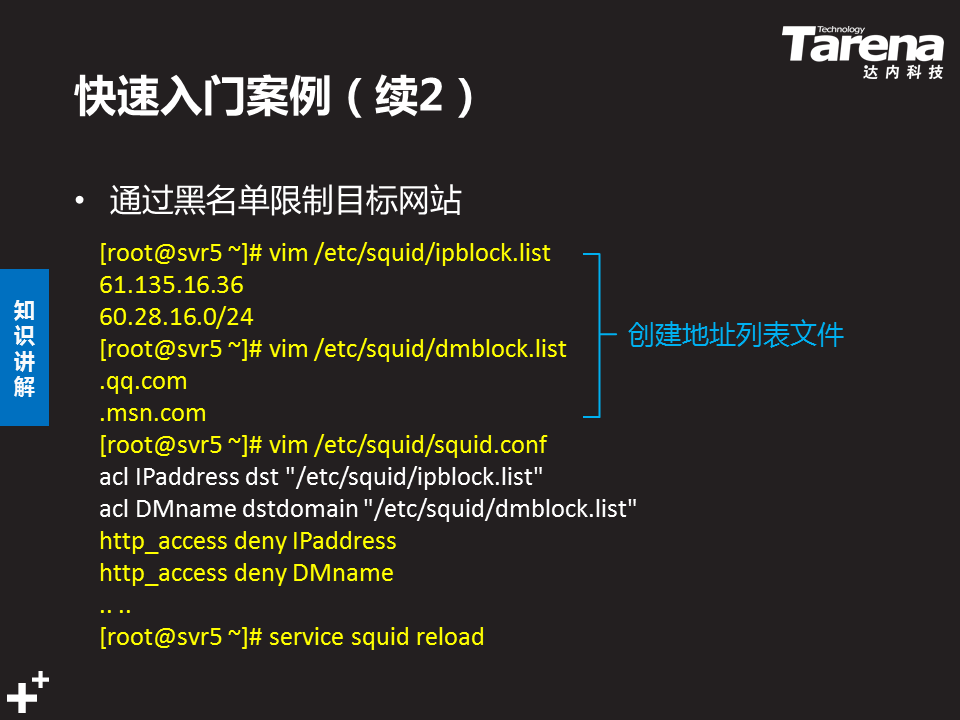 Technology
Tarena
达内科技
快速入门案例（续2）
• 通过黑名单限制目标网站
[root@svr5 ~]# vim /etc/squid/ipblock.list
61.135.16.36
60.28.16.0/24
[root@svr5 ~]# vim /etc/squid/dmblock.list
.qq.com
.msn.com
创建地址列表文件
[root@svr5 ~]# vim /etc/squid/squid.conf
acl IPaddress dst "/etc/squid/ipblock.list"
acl DMname dstdomain "/etc/squid/dmblock.list"
http_access deny IPaddress
http_access deny DMname
.. ..
[root@svr5 ~]# service squid reload
知识讲解